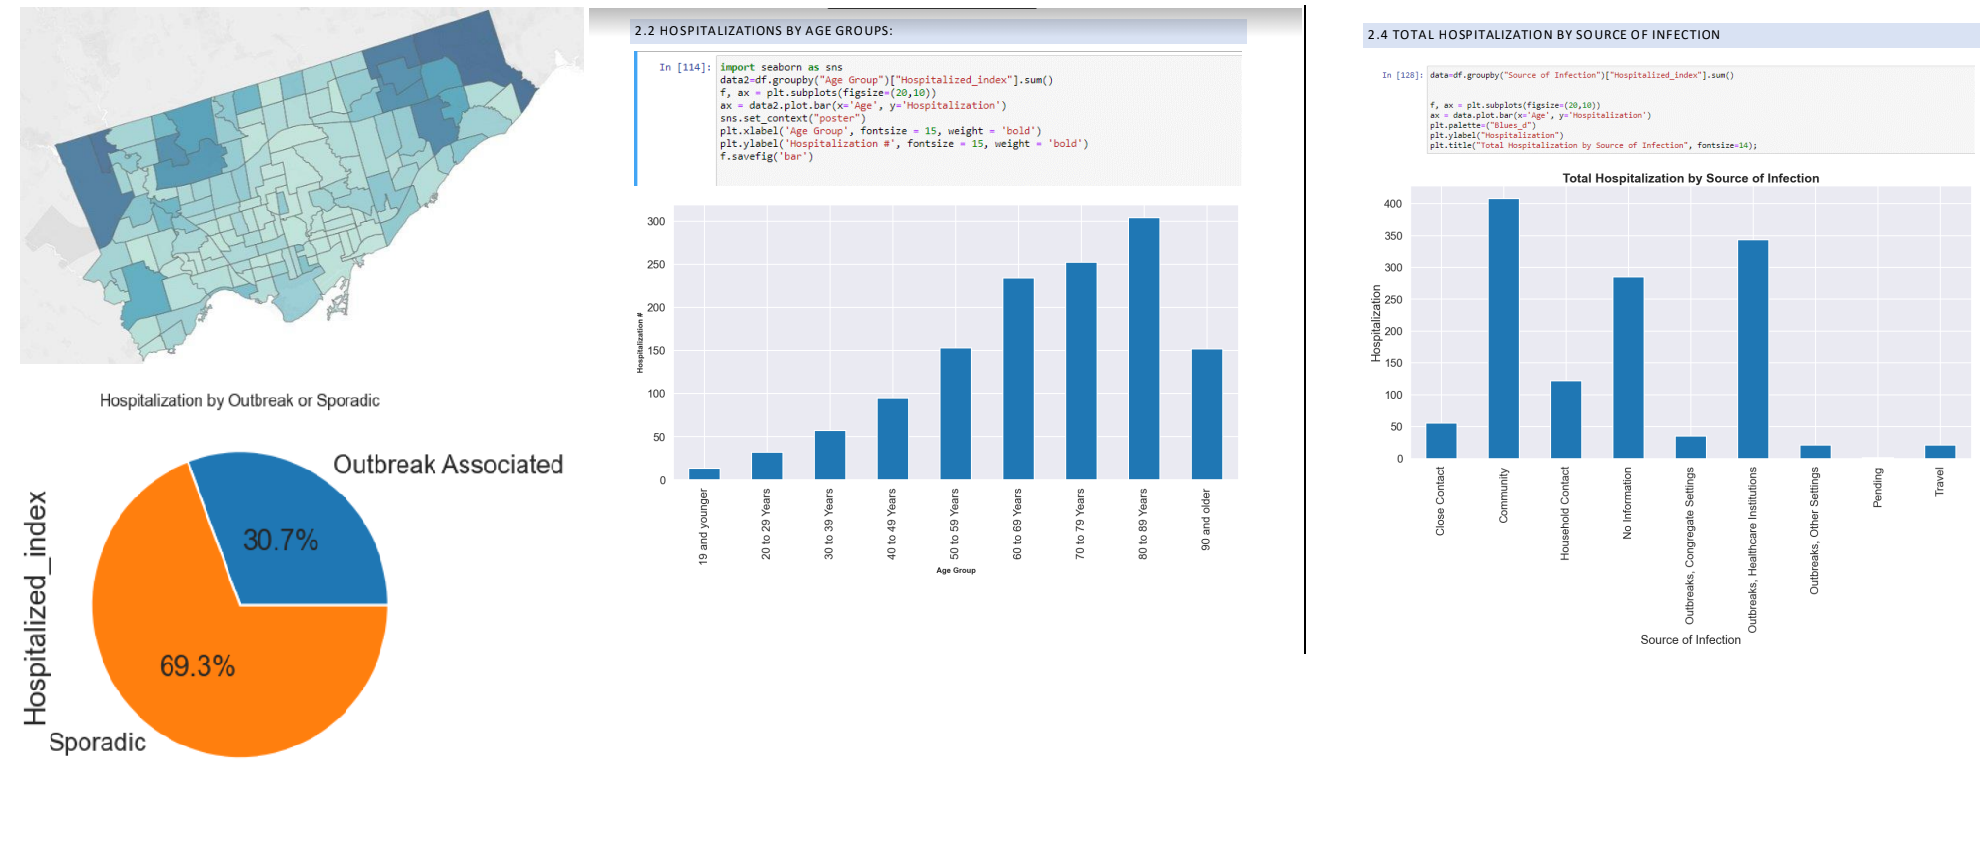 Hospitalization by Outbreak or Sporadic
Outbreak Associated
30.7%
69.3%
Sporadic
Hospitalized_index
2.2 HOSPITALIZATIONS BY AGE GROUPS:
In [114]:
import seaborn as sns
data2=df.groupby("Age Group")["Hospitalized_index"].sum()
f, ax = plt.subplots(figsize=(20,10))
ax = data2.plot.bar(x='Age', y='Hospitalization')
sns.set_context("poster")
plt.xlabel('Age Group', fontsize = 15, weight = 'bold')
plt.ylabel('Hospitalization #', fontsize = 15, weight = 'bold')
f.savefig('bar')
300
250
200
150
100
50
0
Hospitalization #
19 and younger
20 to 29 Years
30 to 39 Years
40 to 49 Years
50 to 59 Years
60 to 69 Years
70 to 79 Years
80 to 89 Years
90 and older
Age Group
2.4 TOTAL HOSPITALIZATION BY SOURCE OF INFECTION
In [128]:
data=df.groupby("Source of Infection")["Hospitalized_index"].sum()
f, ax = plt.subplots(figsize=(20,10))
ax = data.plot.bar(x='Age', y='Hospitalization')
plt.palette=("Blues_d")
plt.ylabel("Hospitalization")
plt.title("Total Hospitalization by Source of Infection", fontsize=14);
Total Hospitalization by Source of Infection
400
350
300
250
200
150
100
50
0
Hospitalization
Close Contact
Community
Household Contact
No Information
Outbreaks, Congregate Settings
Outbreaks, Healthcare Institutions
Outbreaks, Other Settings
Pending
Travel
Source of Infection